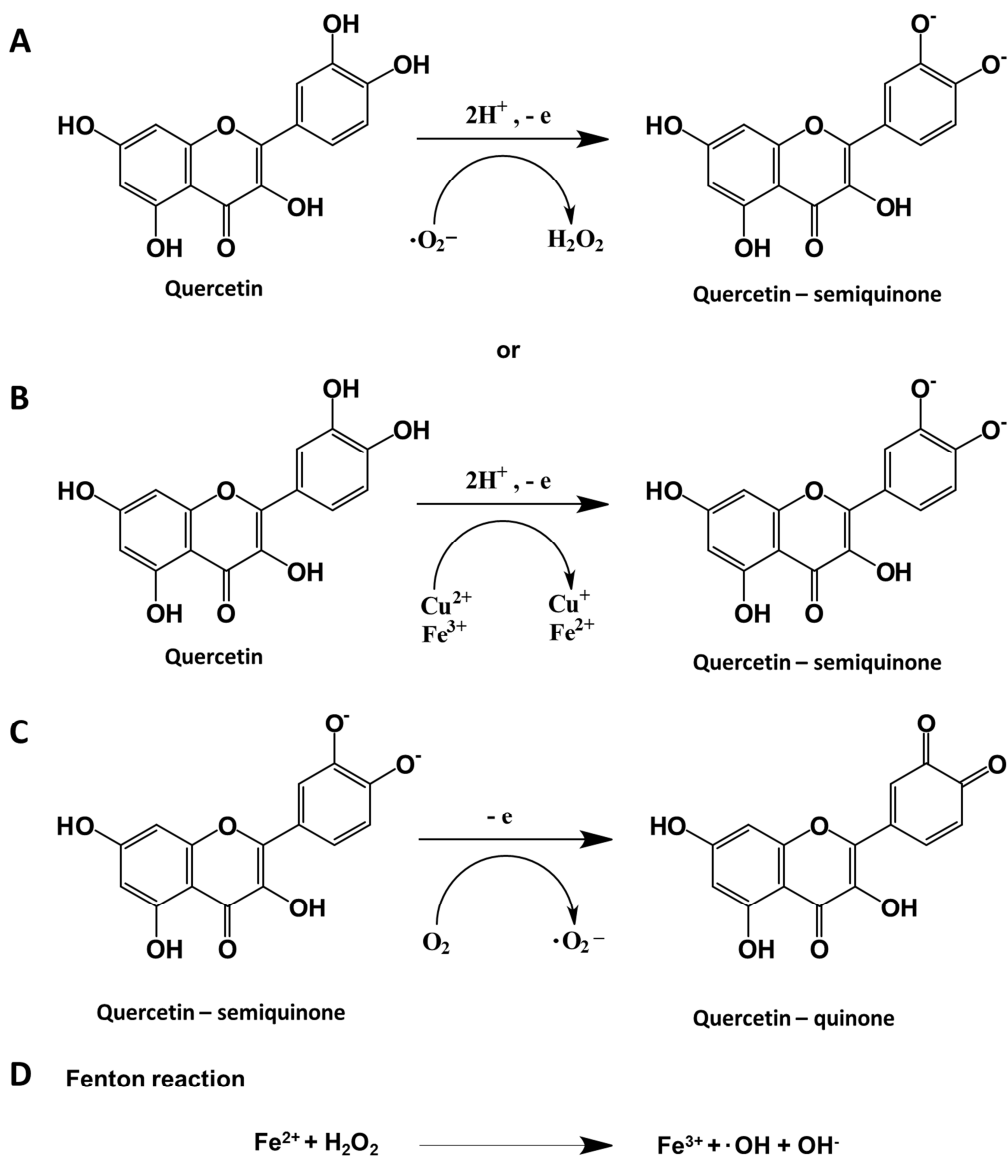 A
OH
OH
HO
O
OH
OH
O
Quercetin
2H⁺ , - e
·O₂⁻
H₂O₂
O⁻
O⁻
HO
O
OH
OH
O
Quercetin – semiquinone
or
B
OH
OH
HO
O
OH
OH
O
Quercetin
2H⁺ , - e
Cu²⁺
Fe³⁺
Cu⁺
Fe²⁺
O⁻
O⁻
HO
O
OH
OH
O
Quercetin – semiquinone
C
O⁻
O⁻
HO
O
OH
OH
O
Quercetin – semiquinone
- e
O₂
·O₂⁻
O
O
HO
O
OH
OH
O
Quercetin – quinone
D Fenton reaction
Fe²⁺ + H₂O₂
Fe³⁺ + ·OH + OH⁻